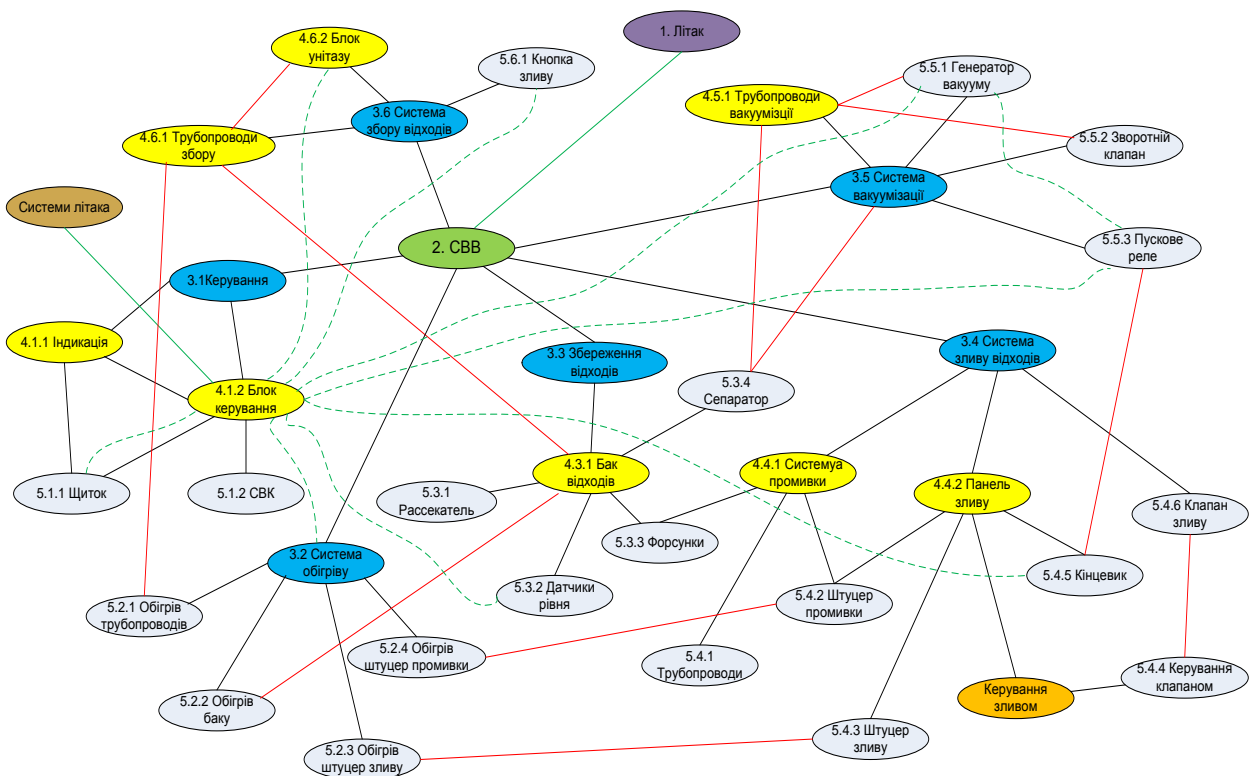 4.6.2 Блок
унітазу
1. Літак
5.6.1 Кнопка
зливу
5.5.1 Генератор
вакууму
4.5.1 Трубопроводи
вакуумізції
3.6 Система
збору відходів
4.6.1 Трубопроводи
збору
5.5.2 Зворотній
клапан
3.5 Система
вакуумізації
Системи літака
2. СВВ
5.5.3 Пускове
реле
3.1Керування
4.1.1 Індикація
3.4 Система
зливу відходів
3.3 Збереження
відходів
4.1.2 Блок
керування
5.3.4
Сепаратор
4.3.1 Бак
відходів
4.4.1 Системуа
промивки
4.4.2 Панель
зливу
5.1.1 Щиток
5.1.2 СВК
5.3.1
Рассекатель
5.4.6 Клапан
зливу
5.3.3 Форсунки
3.2 Система
обігріву
5.4.5 Кінцевик
5.3.2 Датчики
рівня
5.4.2 Штуцер
промивки
5.2.1 Обігрів
трубопроводів
5.2.4 Обігрів
штуцер промивки
5.4.1
Трубопроводи
5.4.4 Керування
клапаном
Керування
зливом
5.2.2 Обігрів
баку
5.4.3 Штуцер
зливу
5.2.3 Обігрів
штуцер зливу